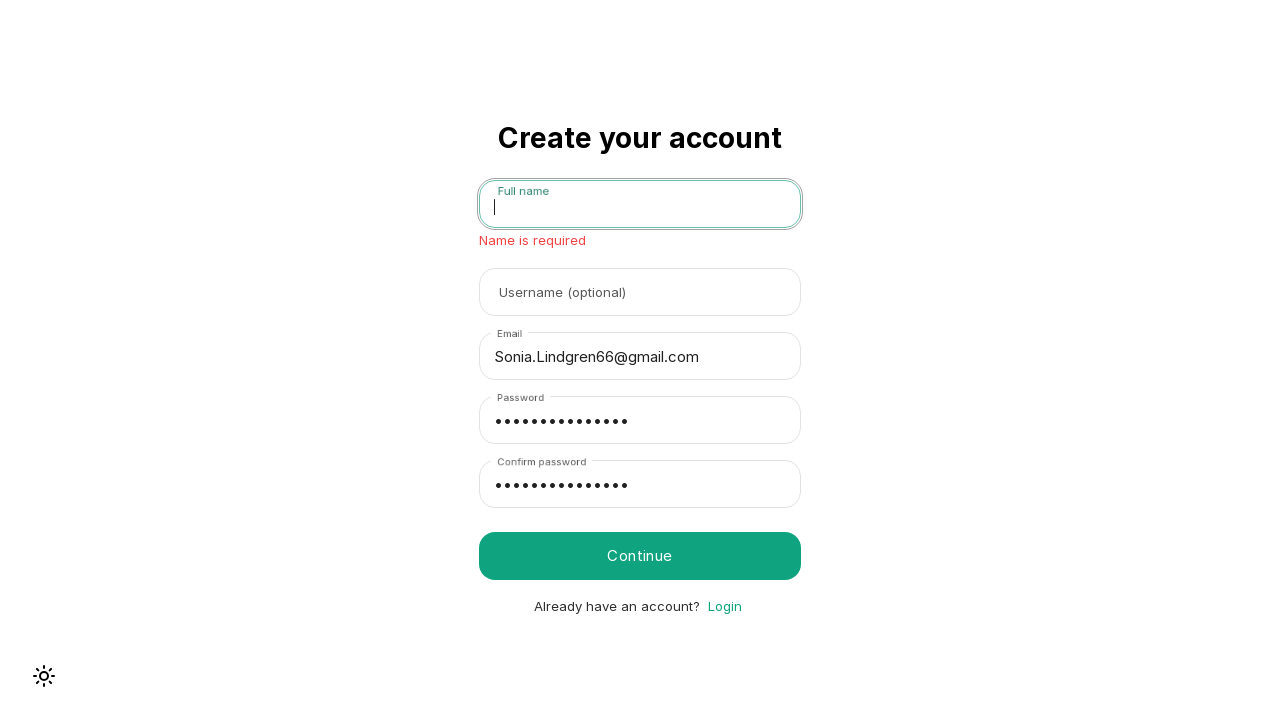 Create your account
Full name
Name is required
Username (optional)
Email
Sonia.Lindgren66@gmail.com
Password
•••••••••••••••
Confirm password
•••••••••••••••
Continue
Already have an account? Login